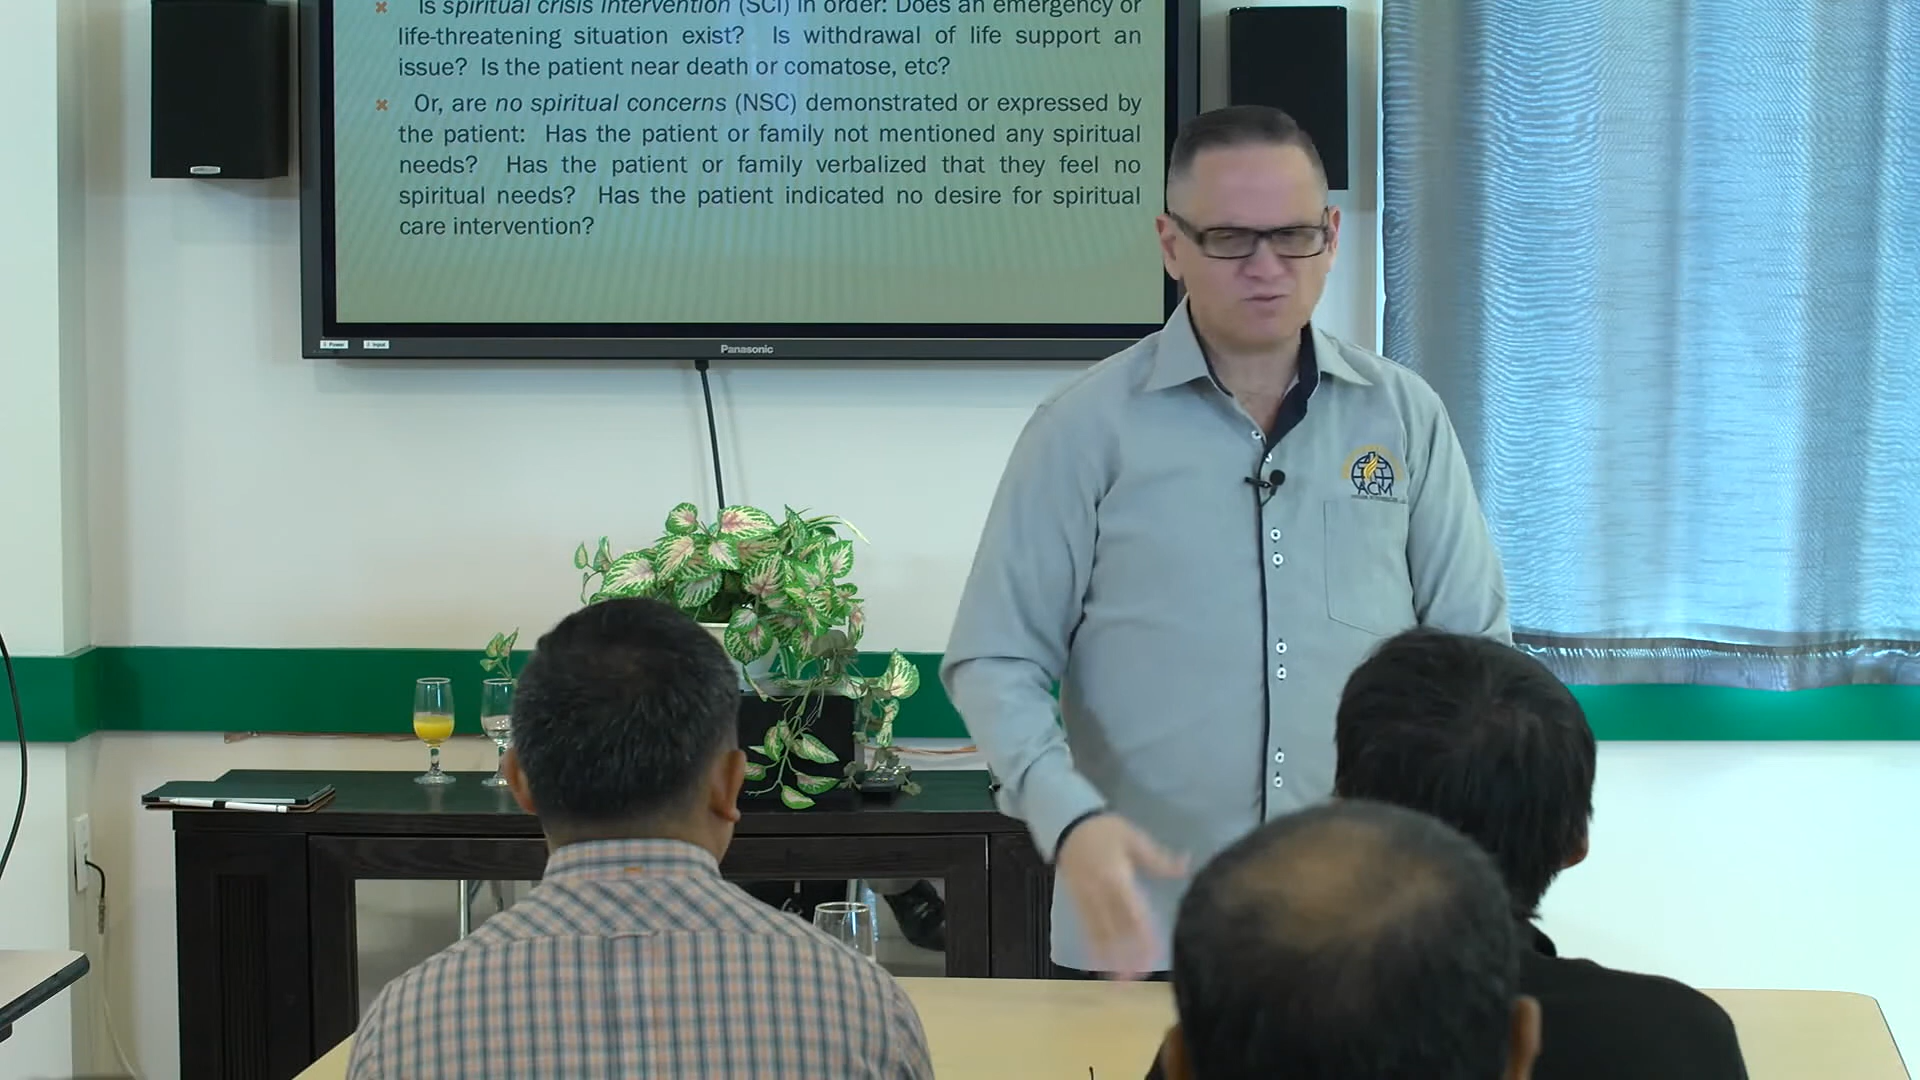 Is spiritual crisis intervention (SCI) in order: Does an emergency or
life-threatening situation exist? Is withdrawal of life support an
issue? Is the patient near death or comatose, etc?
Or, are no spiritual concerns (NSC) demonstrated or expressed by
the patient: Has the patient or family not mentioned any spiritual
needs? Has the patient or family verbalized that they feel no
spiritual needs? Has the patient indicated no desire for spiritual
care intervention?
Power
Input
Panasonic
ACM